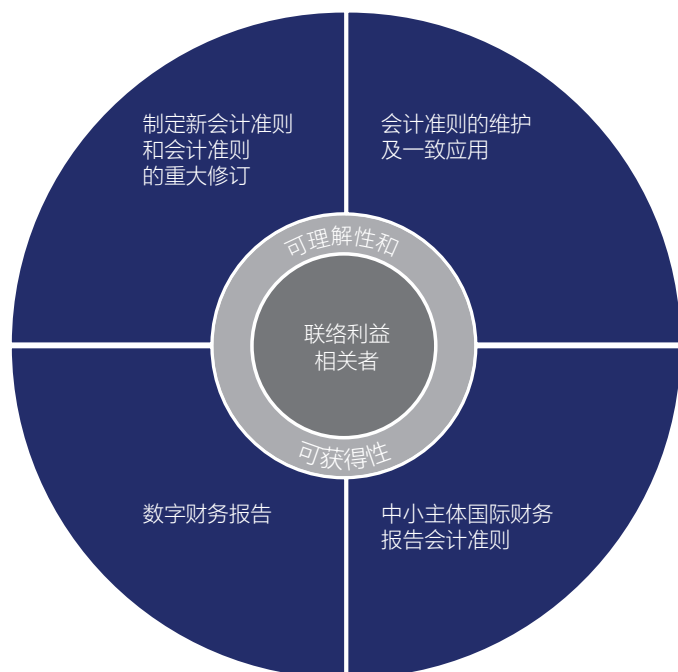 制定新会计准则
和会计准则
的重大修订
会计准则的维护
及一致应用
可理解性和
联络利益
相关者
可获得性
数字财务报告
中小主体国际财务
报告会计准则